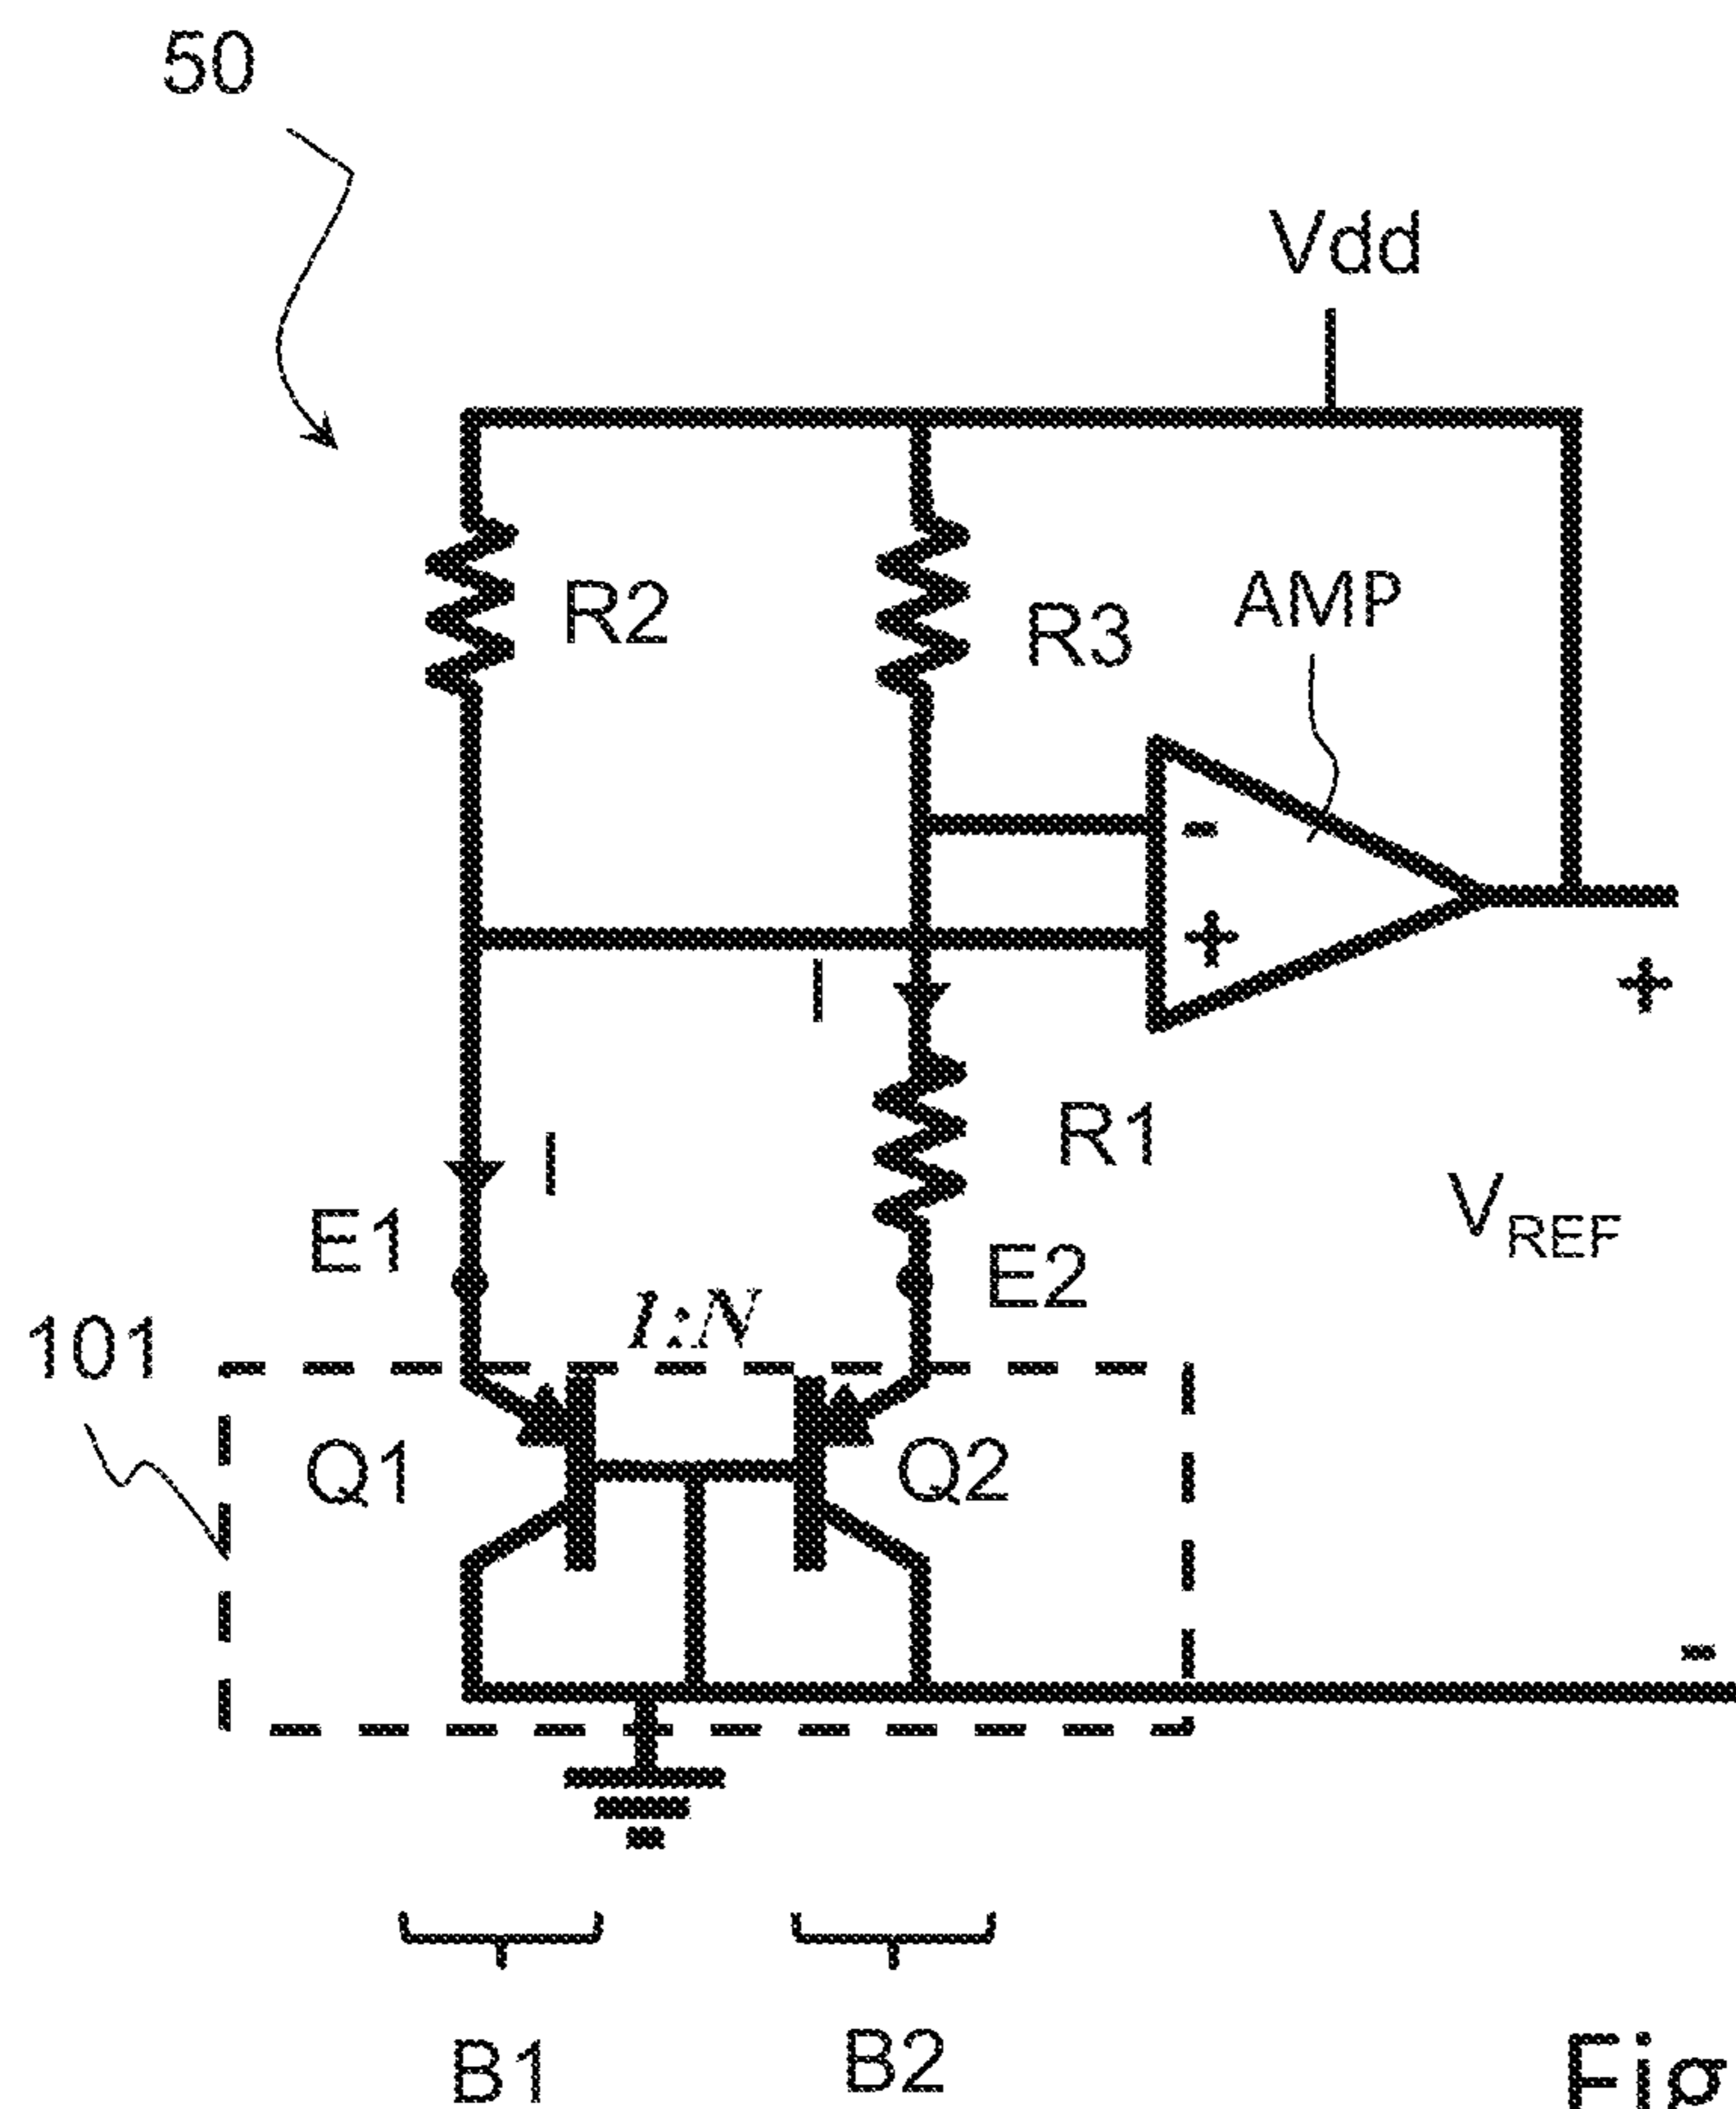 50
Vdd
R2
R3
AMP
-
+
I
+
R1
I
VREF
E1
E2
1:N
101
Q1
Q2
-
B1
B2
Fig